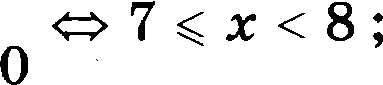 ⇔ 7 ⩽ x < 8 ;
0